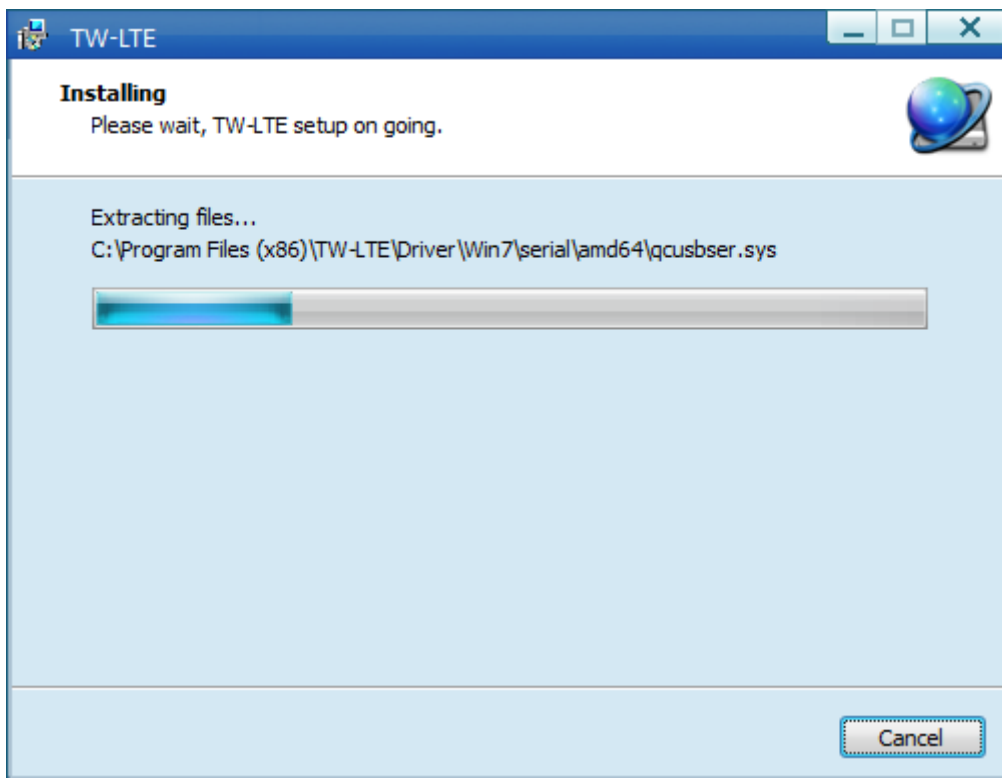 TW-LTE
Installing
Please wait, TW-LTE setup on going.
Extracting files...
C:\Program Files (x86)\TW-LTE\Driver\Win7\serial\amd64\qcusbser.sys
Cancel